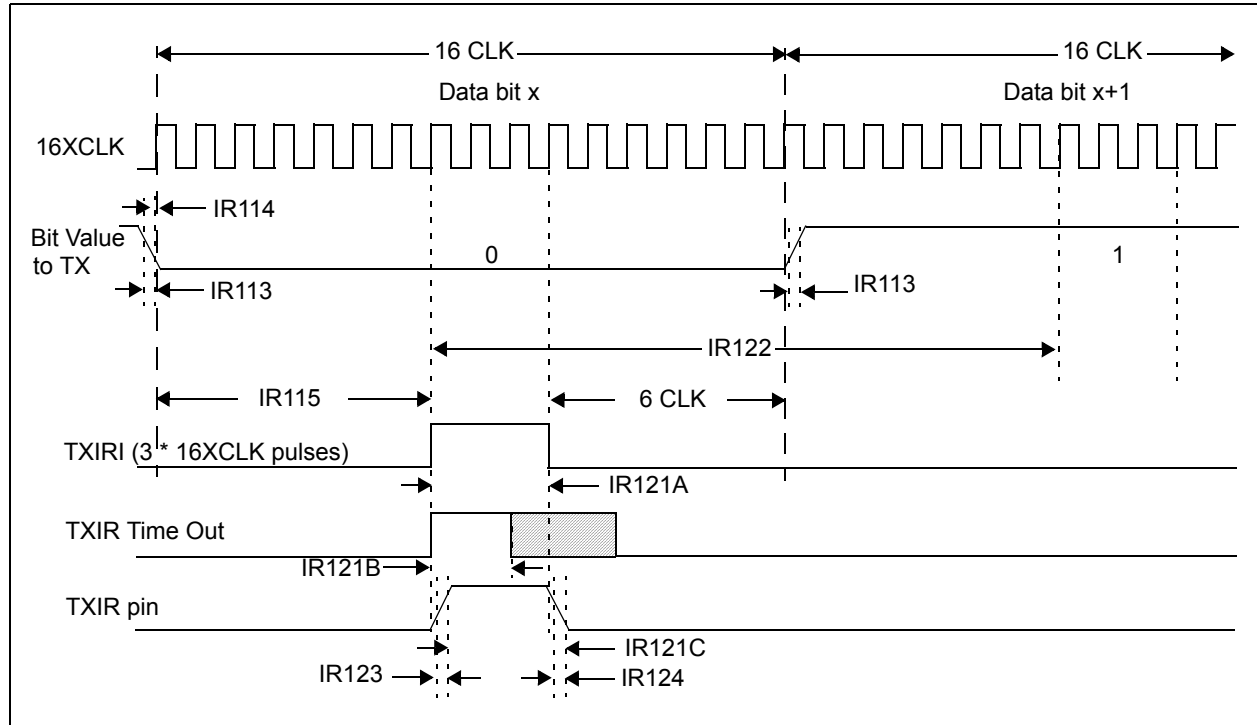 16 CLK 16 CLK
Data bit x Data bit x+1
16XCLK
IR114
Bit Value
to TX
0 1
IR113 IR113
IR122
IR115 6 CLK
TXIRI (3 * 16XCLK pulses)
IR121A
TXIR Time Out
IR121B
TXIR pin
IR121C
IR123 IR124